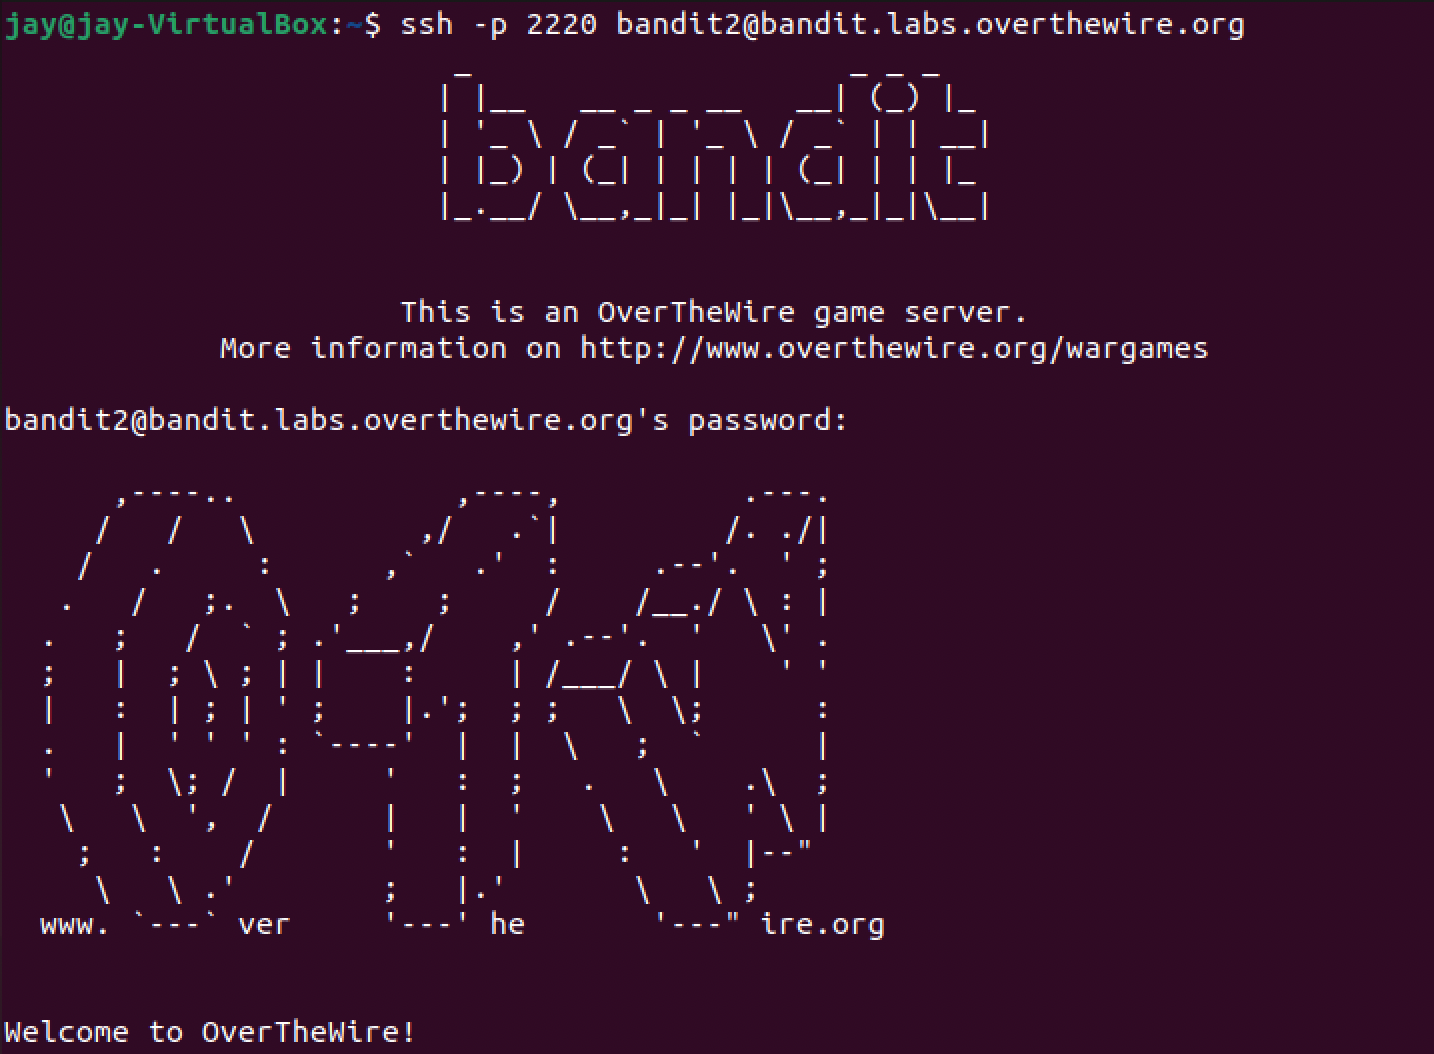 jay@jay-VirtualBox:~$ ssh -p 2220 bandit2@bandit.labs.overthewire.org
bandit
This is an OverTheWire game server.
More information on http://www.overthewire.org/wargames
bandit2@bandit.labs.overthewire.org's password:
www. ver he ire.org
Welcome to OverTheWire!